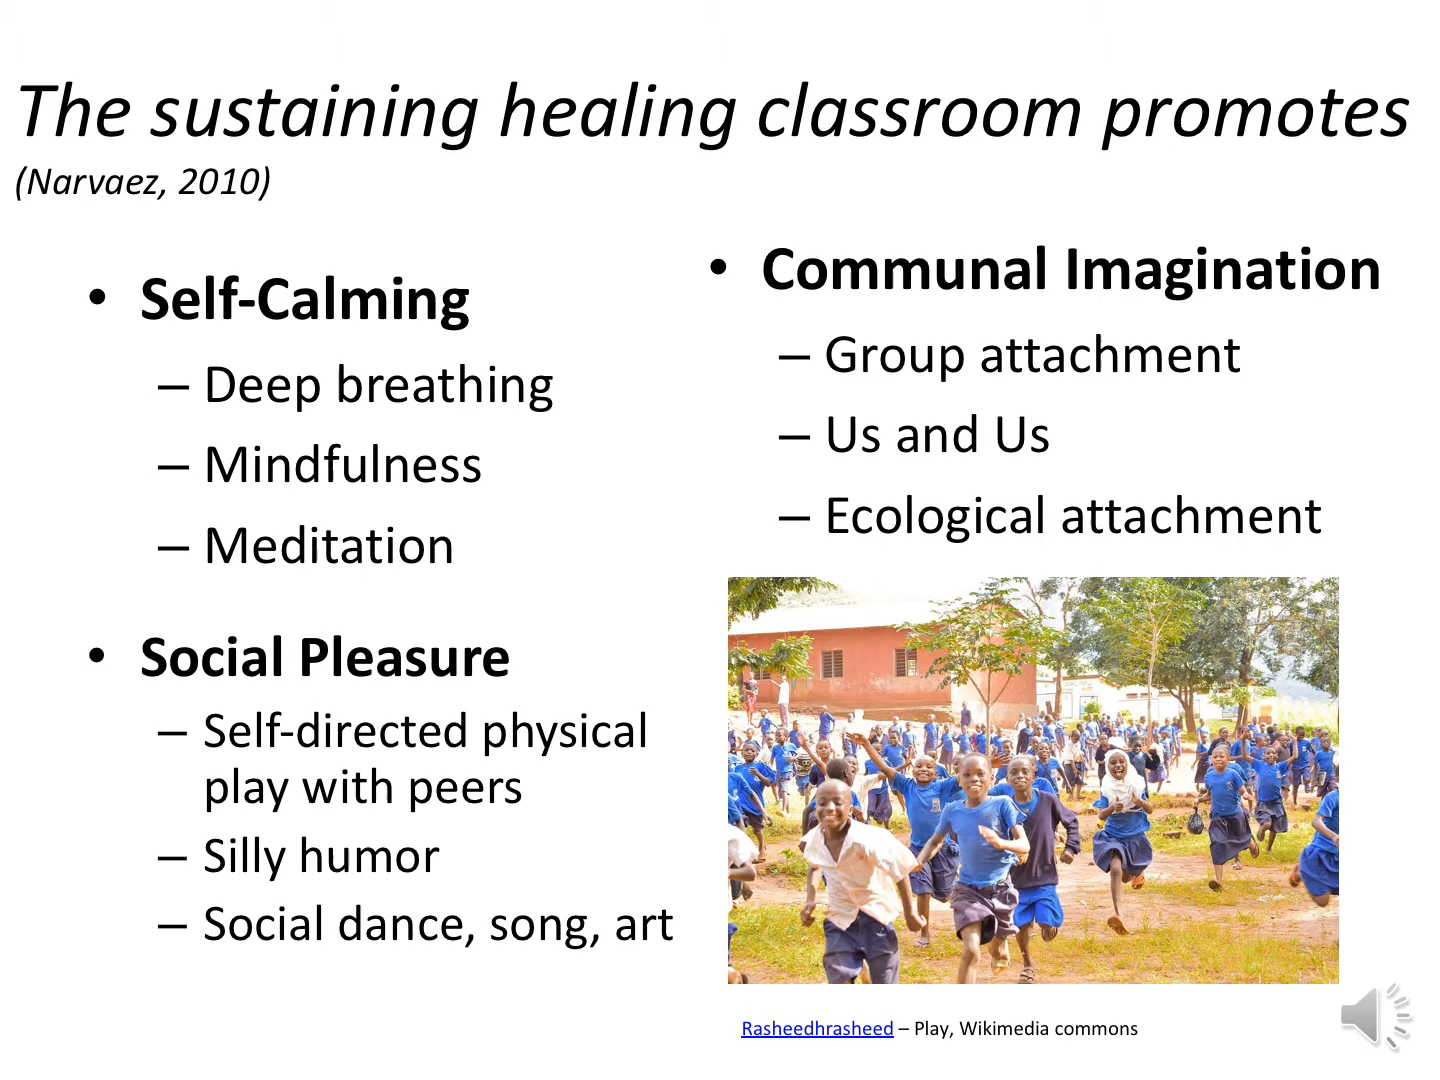 The sustaining healing classroom promotes
(Narvaez, 2010)
• Self-Calming
– Deep breathing
– Mindfulness
– Meditation
• Social Pleasure
– Self-directed physical
play with peers
– Silly humor
– Social dance, song, art
• Communal Imagination
– Group attachment
– Us and Us
– Ecological attachment
Rasheedhrasheed – Play, Wikimedia commons